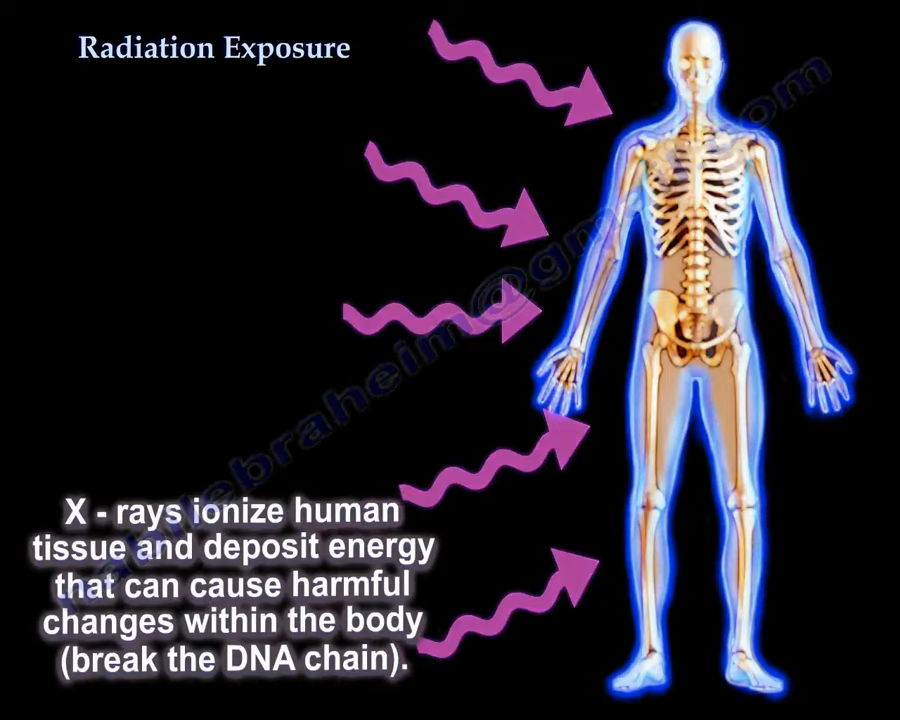 Radiation Exposure
X - rays ionize human
tissue and deposit energy
that can cause harmful
changes within the body
(break the DNA chain).